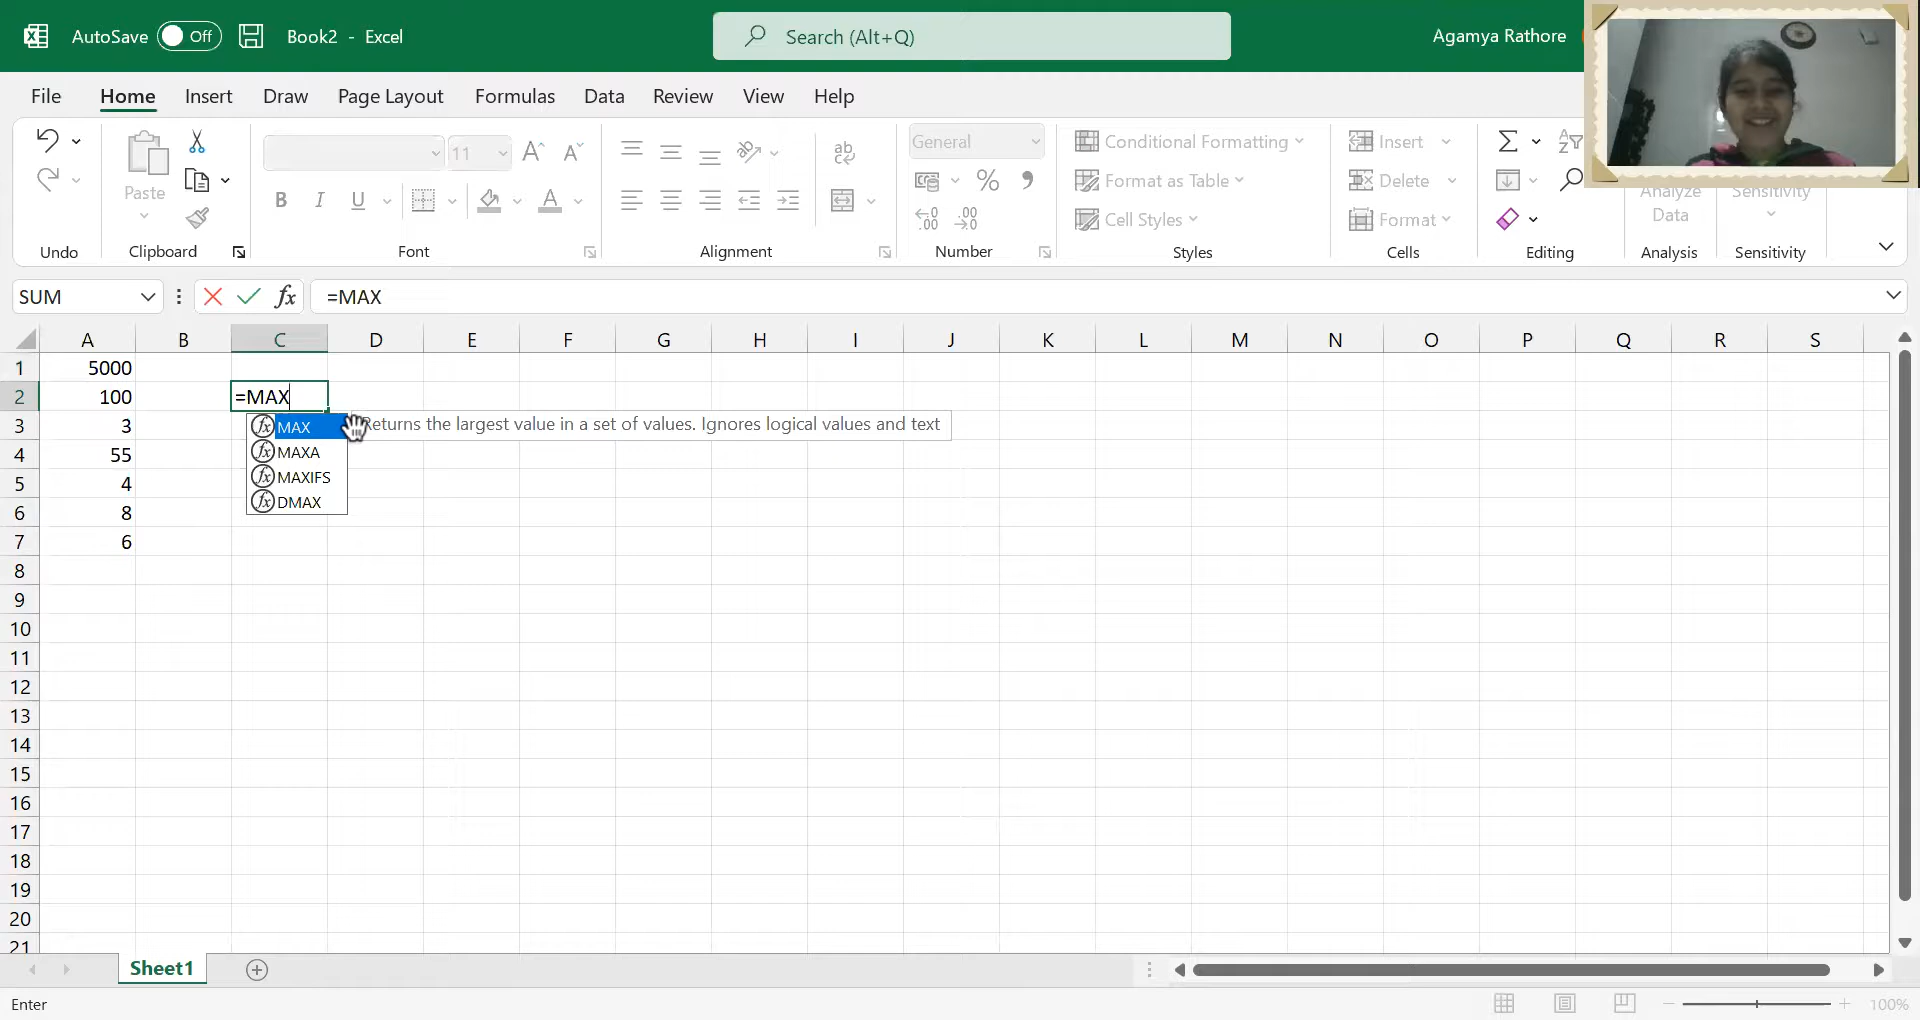 AutoSave Off Book2 - Excel Search (Alt+Q) Agamya Rathore
File Home Insert Draw Page Layout Formulas Data Review View Help
11 General Conditional Formatting Insert
Paste Format as Table Delete Analyze Sensitivity
B I U Cell Styles Format Data
Undo Clipboard Font Alignment Number Styles Cells Editing Analysis Sensitivity
SUM fx =MAX
A B C D E F G H I J K L M N O P Q R S
1 5000
2 100 =MAX
3 3 MAX Returns the largest value in a set of values. Ignores logical values and text
4 55 MAXA
5 4 MAXIFS
6 8 DMAX
7 6
8
9
10
11
12
13
14
15
16
17
18
19
20
21
Sheet1
Enter 100%